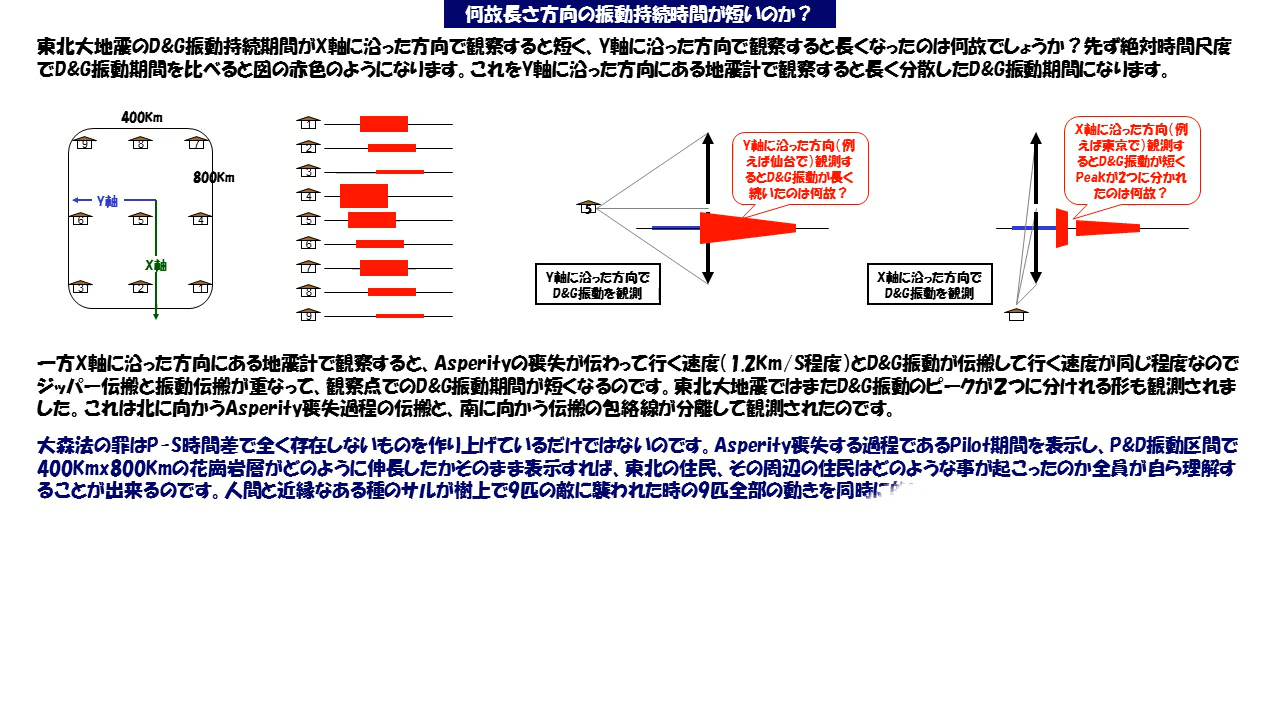 何故長さ方向の振動持続時間が短いのか？
東北大地震のD&G振動持続期間がX軸に沿った方向で観察すると短く、Y軸に沿った方向で観察すると長くなったのは何故でしょうか？先ず絶対時間尺度
でD&G振動期間を比べると図の赤色のようになります。これをY軸に沿った方向にある地震計で観察すると長く分散したD&G振動期間になります。
400Km
9
8
7
800Km
Y軸
6
5
4
X軸
3
2
1
1
2
3
4
5
6
7
8
9
5
Y軸に沿った方向（例
えば仙台で）観測す
るとD&G振動が長く
続いたのは何故？
Y軸に沿った方向で
D&G振動を観測
X軸に沿った方向（例
えば東京で）観測す
るとD&G振動が短く
Peakが2つに分かれ
たのは何故？
X軸に沿った方向で
D&G振動を観測
一方X軸に沿った方向にある地震計で観察すると、Asperityの喪失が伝わって行く速度（1.2Km/S程度）とD&G振動が伝搬して行く速度が同じ程度なので
ジッパー伝搬と振動伝搬が重なって、観察点でのD&G振動期間が短くなるのです。東北大地震ではまたD&G振動のピークが２つに分けれる形も観測されま
した。これは北に向かうAsperity喪失過程の伝搬と、南に向かう伝搬の包絡線が分離して観測されたのです。
大森法の罪はP-S時間差で全く存在しないものを作り上げているだけではないのです。Asperity喪失する過程であるPilot期間を表示し、P&D振動区間で
400Kmx800Kmの花崗岩層がどのように伸長したかそのまま表示すれば、東北の住民、その周辺の住民はどのような事が起こったのか全員が自ら理解す
ることが出来るのです。人間と近縁なある種のサルが樹上で9匹の敵に襲われた時の9匹全部の動きを同時に